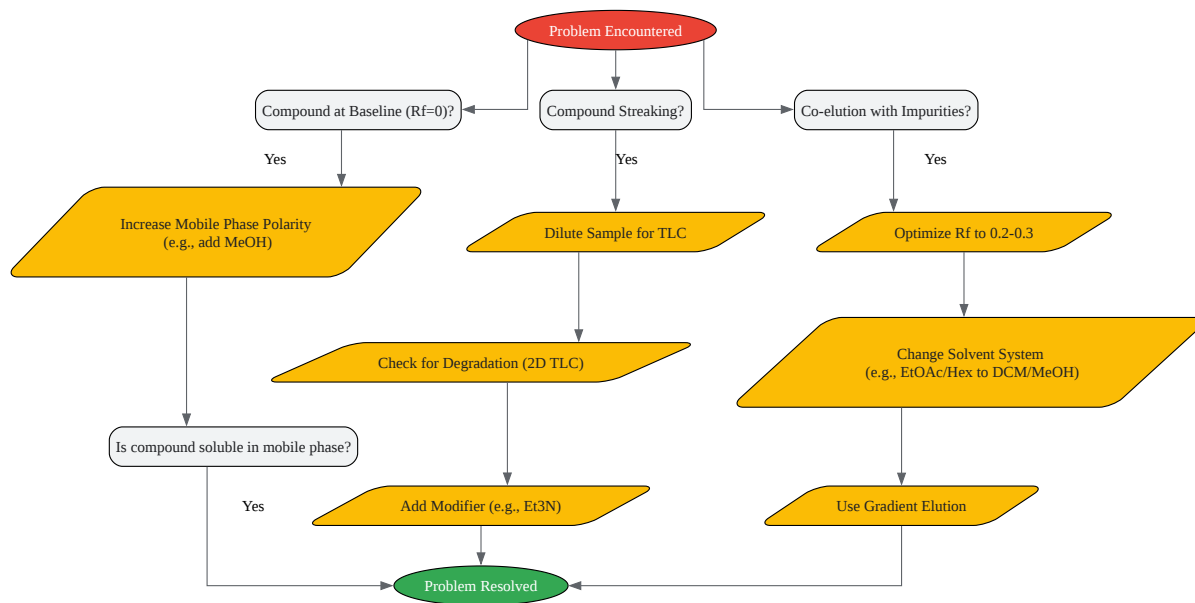 Problem Encountered
Compound at Baseline (Rf=0)?
Compound Streaking?
Co-elution with Impurities?
Yes
Yes
Yes
Increase Mobile Phase Polarity
(e.g., add MeOH)
Dilute Sample for TLC
Optimize Rf to 0.2-0.3
Check for Degradation (2D TLC)
Change Solvent System
(e.g., EtOAc/Hex to DCM/MeOH)
Is compound soluble in mobile phase?
Yes
Add Modifier (e.g., Et3N)
Use Gradient Elution
Problem Resolved